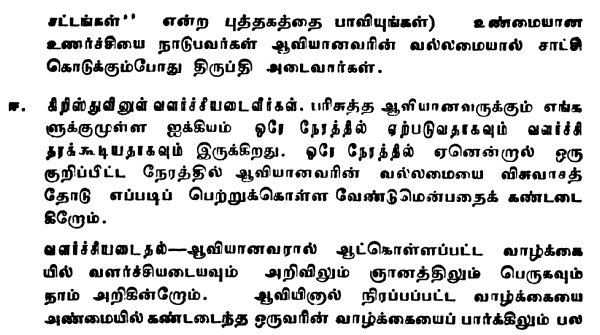 சட்டங்கள்'' என்ற புத்தகத்தை பாவியுங்கள்) உண்மையான
உணர்ச்சியை நாடுபவர்கள் ஆவியானவரின் வல்லமையால் சாட்சி
கொடுக்கும்போது திருப்தி அடைவார்கள்.
ஈ. கிறிஸ்துவினுள் வளர்ச்சியடைவீர்கள். பரிசுத்த ஆவியானவருக்கும் எங்க
ளுக்குமுள்ள ஐக்கியம் ஒரே நேரத்தில் ஏற்படுவதாகவும் வளர்ச்சி
தரக்கூடியதாகவும் இருக்கிறது. ஒரே நேரத்தில் ஏனென்றால் ஒரு
குறிப்பிட்ட நேரத்தில் ஆவியானவரின் வல்லமையை விசுவாசத்
தோடு எப்படிப் பெற்றுக்கொள்ள வேண்டுமென்பதைக் கண்டடை
கிறோம்.
வளர்ச்சியடைதல்—ஆவியானவரால் ஆட்கொள்ளப்பட்ட வாழ்க்கை
யில் வளர்ச்சியடையவும் அறிவிலும் ஞானத்திலும் பெருகவும்
நாம் அறிகின்றோம். ஆவியினால் நிரப்பப்பட்ட வாழ்க்கையை
அண்மையில் கண்டடைந்த ஒருவரின் வாழ்க்கையைப் பார்க்கிலும் பல